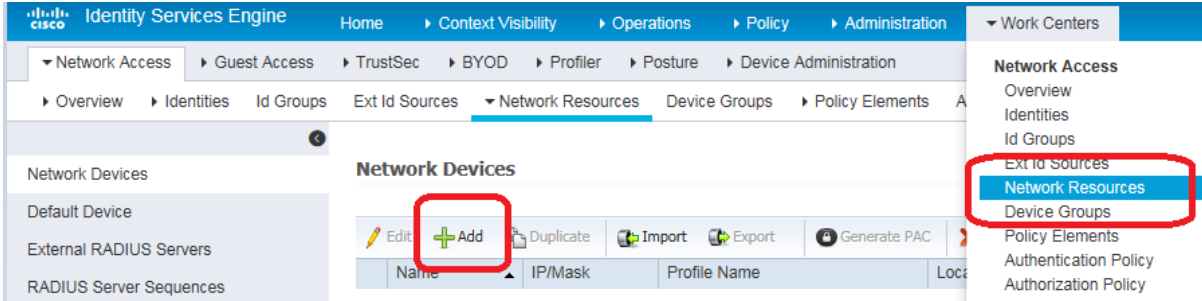 cisco Identity Services Engine Home Context Visibility Operations Policy Administration Work Centers
Network Access Guest Access TrustSec BYOD Profiler Posture Device Administration
Overview Identities Id Groups Ext Id Sources Network Resources Device Groups Policy Elements A
Network Devices
Default Device
External RADIUS Servers
RADIUS Server Sequences
Network Devices
Edit Add Duplicate Import Export Generate PAC
Name IP/Mask Profile Name Loca
Network Access
Overview
Identities
Id Groups
Ext Id Sources
Network Resources
Device Groups
Policy Elements
Authentication Policy
Authorization Policy